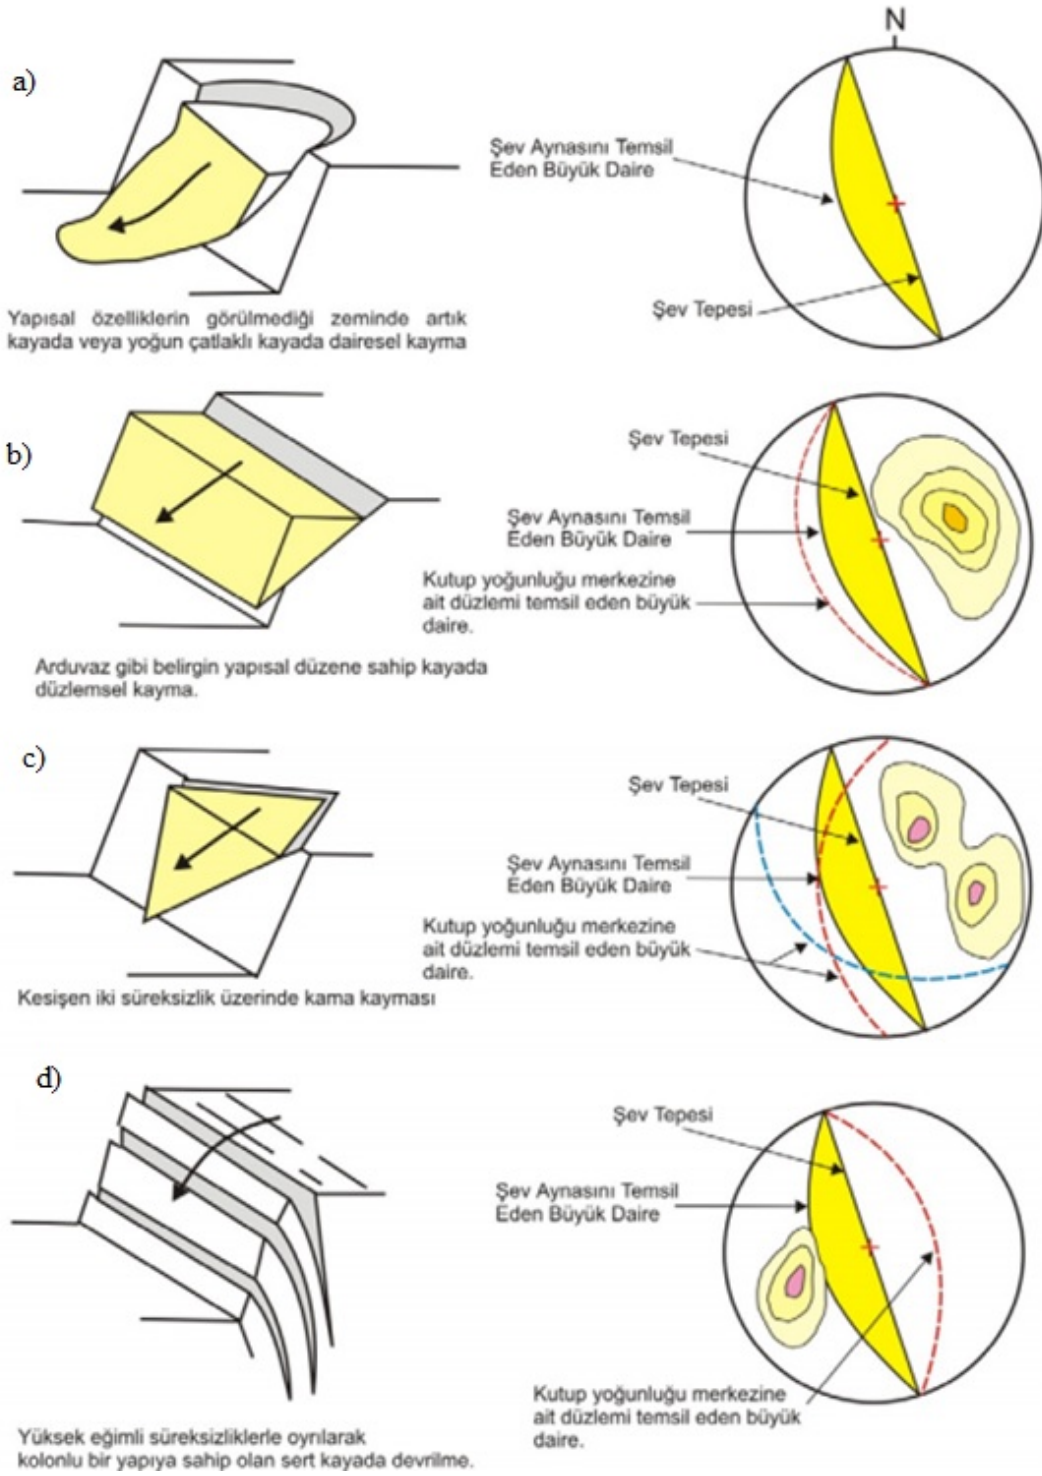 N
a)
Şev Aynasını Temsil
Eden Büyük Daire
Şev Tepesi
Yapısal özelliklerin görülmediği zeminde artık
kayada veya yoğun çatlaklı kayada dairesel kayma
b)
Şev Tepesi
Şev Aynasını Temsil
Eden Büyük Daire
Kutup yoğunluğu merkezine
ait düzlemi temsil eden büyük
daire.
Arduvaz gibi belirgin yapısal düzene sahip kayada
düzlemsel kayma.
c)
Şev Tepesi
Şev Aynasını Temsil
Eden Büyük Daire
Kutup yoğunluğu merkezine
ait düzlemi temsil eden büyük
daire.
Kesişen iki süreksizlik üzerinde kama kayması
d)
Şev Tepesi
Şev Aynasını Temsil
Eden Büyük Daire
Kutup yoğunluğu merkezine
ait düzlemi temsil eden büyük
daire.
Yüksek eğimli süreksizliklerle oyrılarak
kolonlu bir yapıya sahip olan sert kayada devrilme.